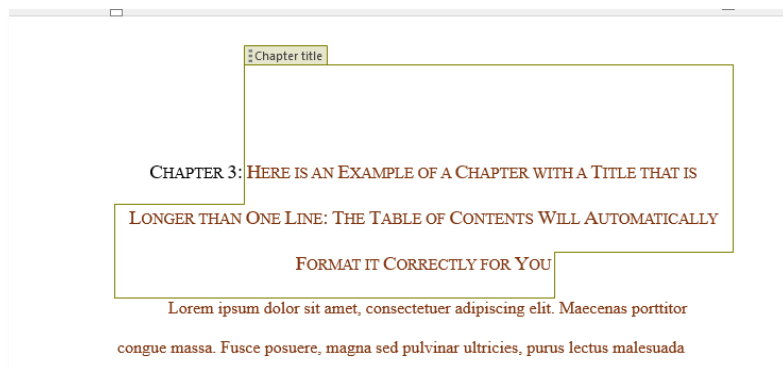 Chapter title
CHAPTER 3: HERE IS AN EXAMPLE OF A CHAPTER WITH A TITLE THAT IS
LONGER THAN ONE LINE: THE TABLE OF CONTENTS WILL AUTOMATICALLY
FORMAT IT CORRECTLY FOR YOU
Lorem ipsum dolor sit amet, consectetuer adipiscing elit. Maecenas porttitor
congue massa. Fusce posuere, magna sed pulvinar ultricies, purus lectus malesuada